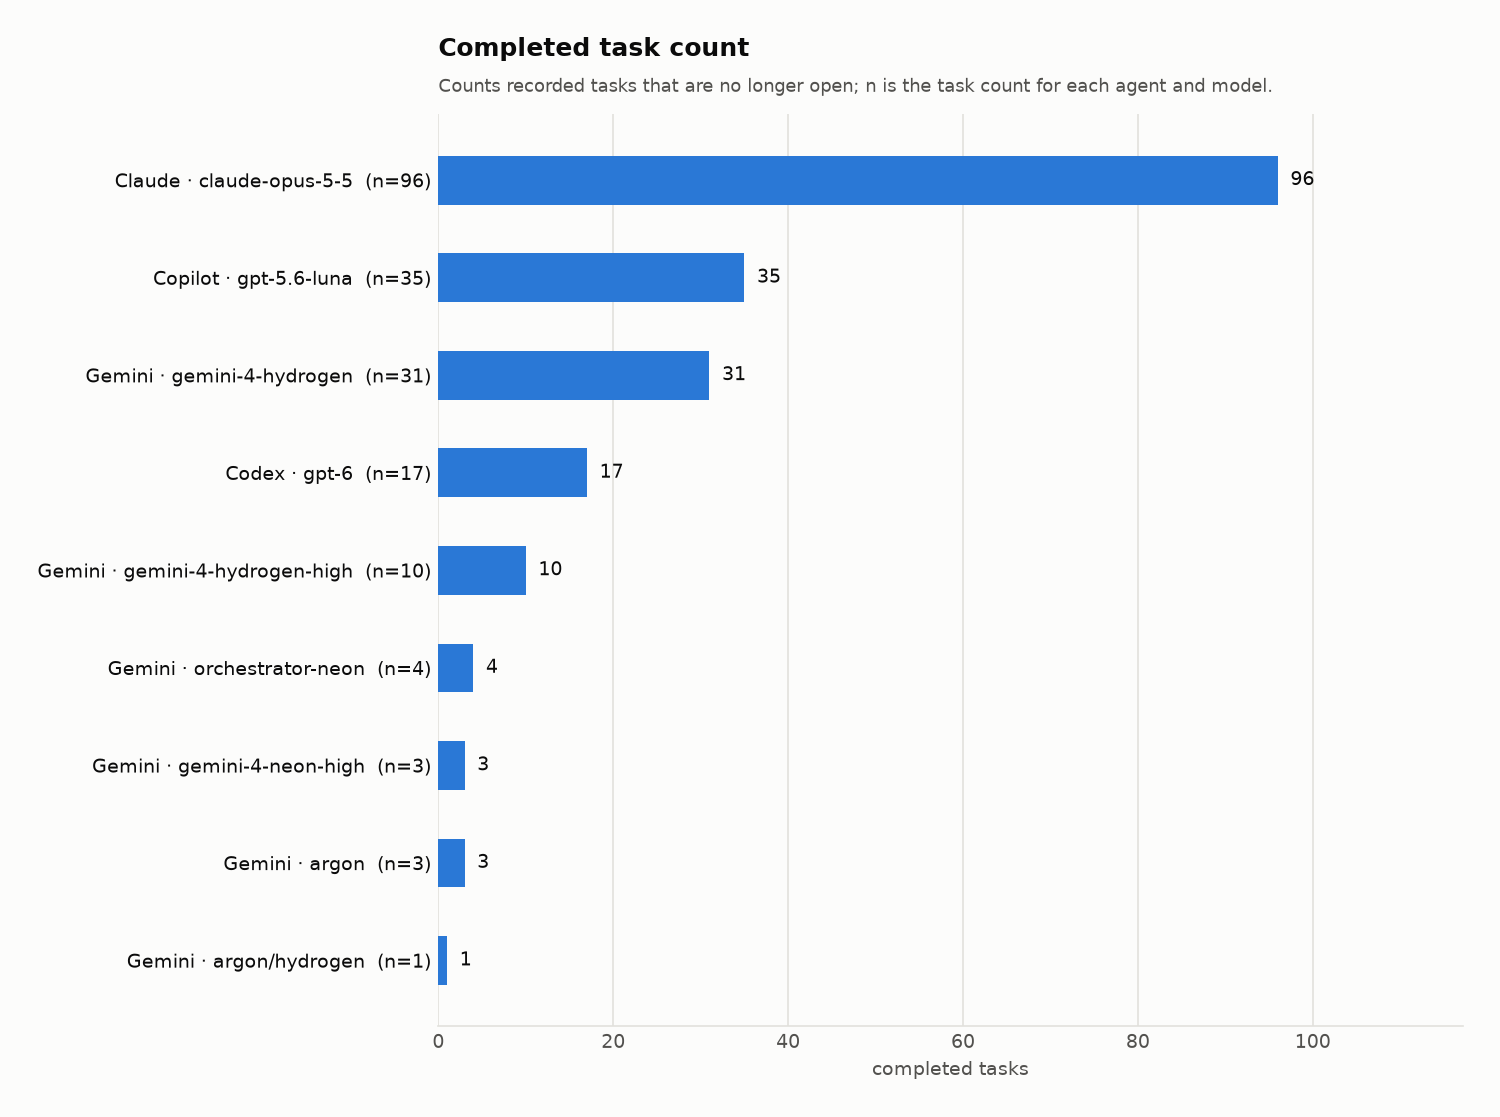 Completed task count
Counts recorded tasks that are no longer open; n is the task count for each agent and model.
Claude · claude-opus-5-5  (n=96) 96
Copilot · gpt-5.6-luna  (n=35) 35
Gemini · gemini-4-hydrogen  (n=31) 31
Codex · gpt-6  (n=17) 17
Gemini · gemini-4-hydrogen-high  (n=10) 10
Gemini · orchestrator-neon  (n=4) 4
Gemini · gemini-4-neon-high  (n=3) 3
Gemini · argon  (n=3) 3
Gemini · argon/hydrogen  (n=1) 1
0 20 40 60 80 100
completed tasks